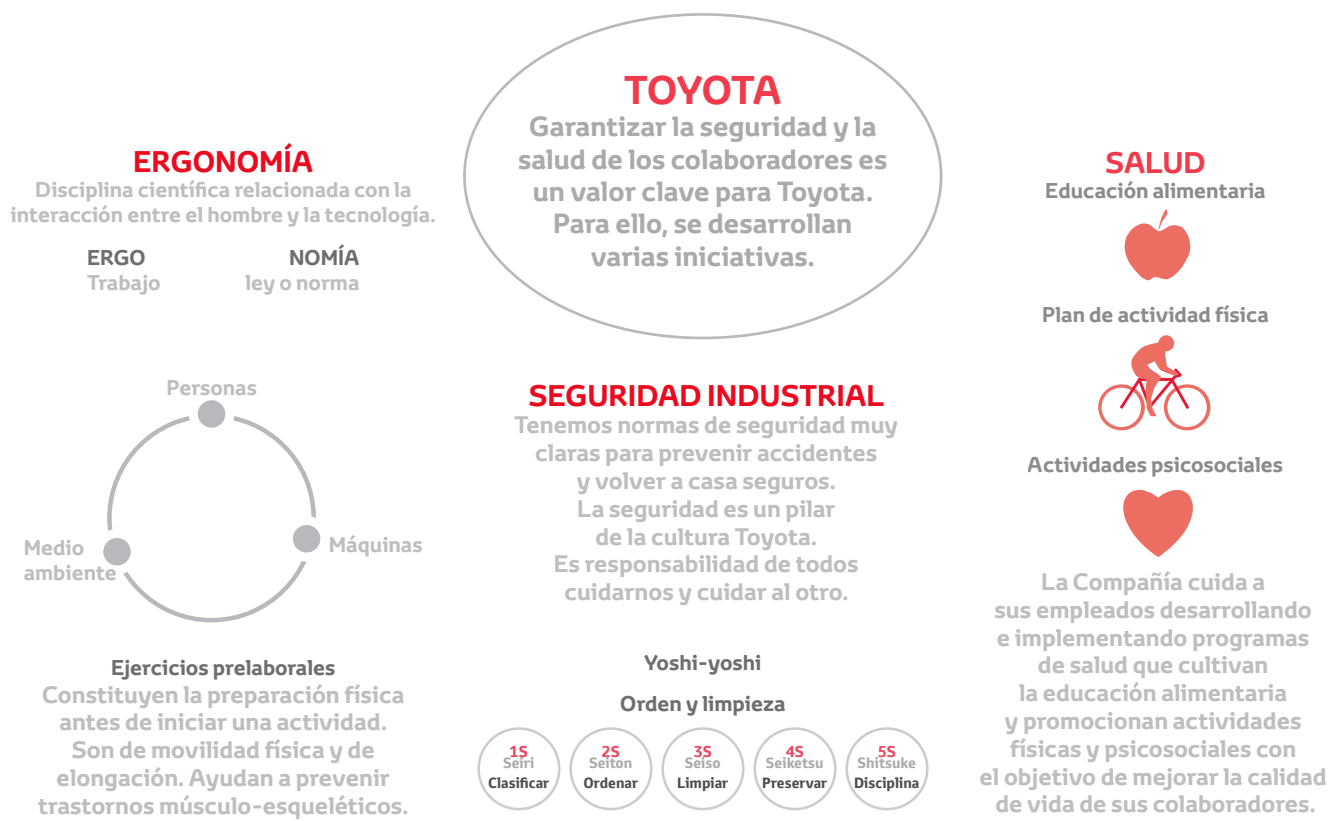 TOYOTA
Garantizar la seguridad y la
salud de los colaboradores es
un valor clave para Toyota.
Para ello, se desarrollan
varias iniciativas.
ERGONOMÍA
Disciplina científica relacionada con la
interacción entre el hombre y la tecnología.
ERGO NOMÍA
Trabajo ley o norma
Personas
Medio
ambiente
Máquinas
Ejercicios prelaborales
Constituyen la preparación física
antes de iniciar una actividad.
Son de movilidad física y de
elongación. Ayudan a prevenir
trastornos músculo-esqueléticos.
SEGURIDAD INDUSTRIAL
Tenemos normas de seguridad muy
claras para prevenir accidentes
y volver a casa seguros.
La seguridad es un pilar
de la cultura Toyota.
Es responsabilidad de todos
cuidarnos y cuidar al otro.
Yoshi-yoshi
Orden y limpieza
1S
Seiri
Clasificar
2S
Seiton
Ordenar
3S
Seiso
Limpiar
4S
Seiketsu
Preservar
5S
Shitsuke
Disciplina
SALUD
Educación alimentaria
Plan de actividad física
Actividades psicosociales
La Compañía cuida a
sus empleados desarrollando
e implementando programas
de salud que cultivan
la educación alimentaria
y promocionan actividades
físicas y psicosociales con
el objetivo de mejorar la calidad
de vida de sus colaboradores.